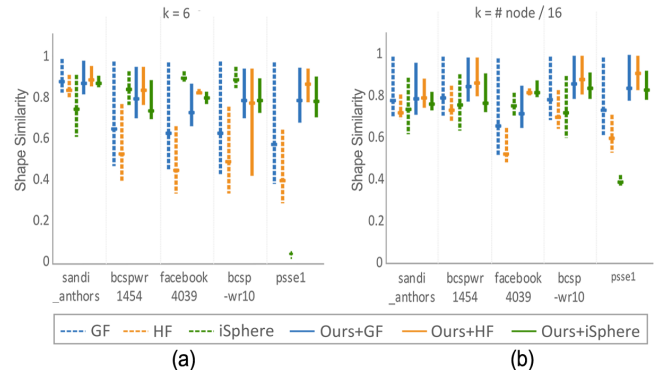 k = 6
k = # node / 16
Shape Similarity
1
0.8
0.6
0.4
0.2
0
sandi
_anthors
bcspwr
1454
facebook
4039
bcsp
-wr10
psse1
Shape Similarity
1
0.8
0.6
0.4
0.2
0
sandi
_anthors
bcspwr
1454
facebook
4039
bcsp
-wr10
psse1
GF HF iSphere Ours+GF Ours+HF Ours+iSphere
(a) (b)